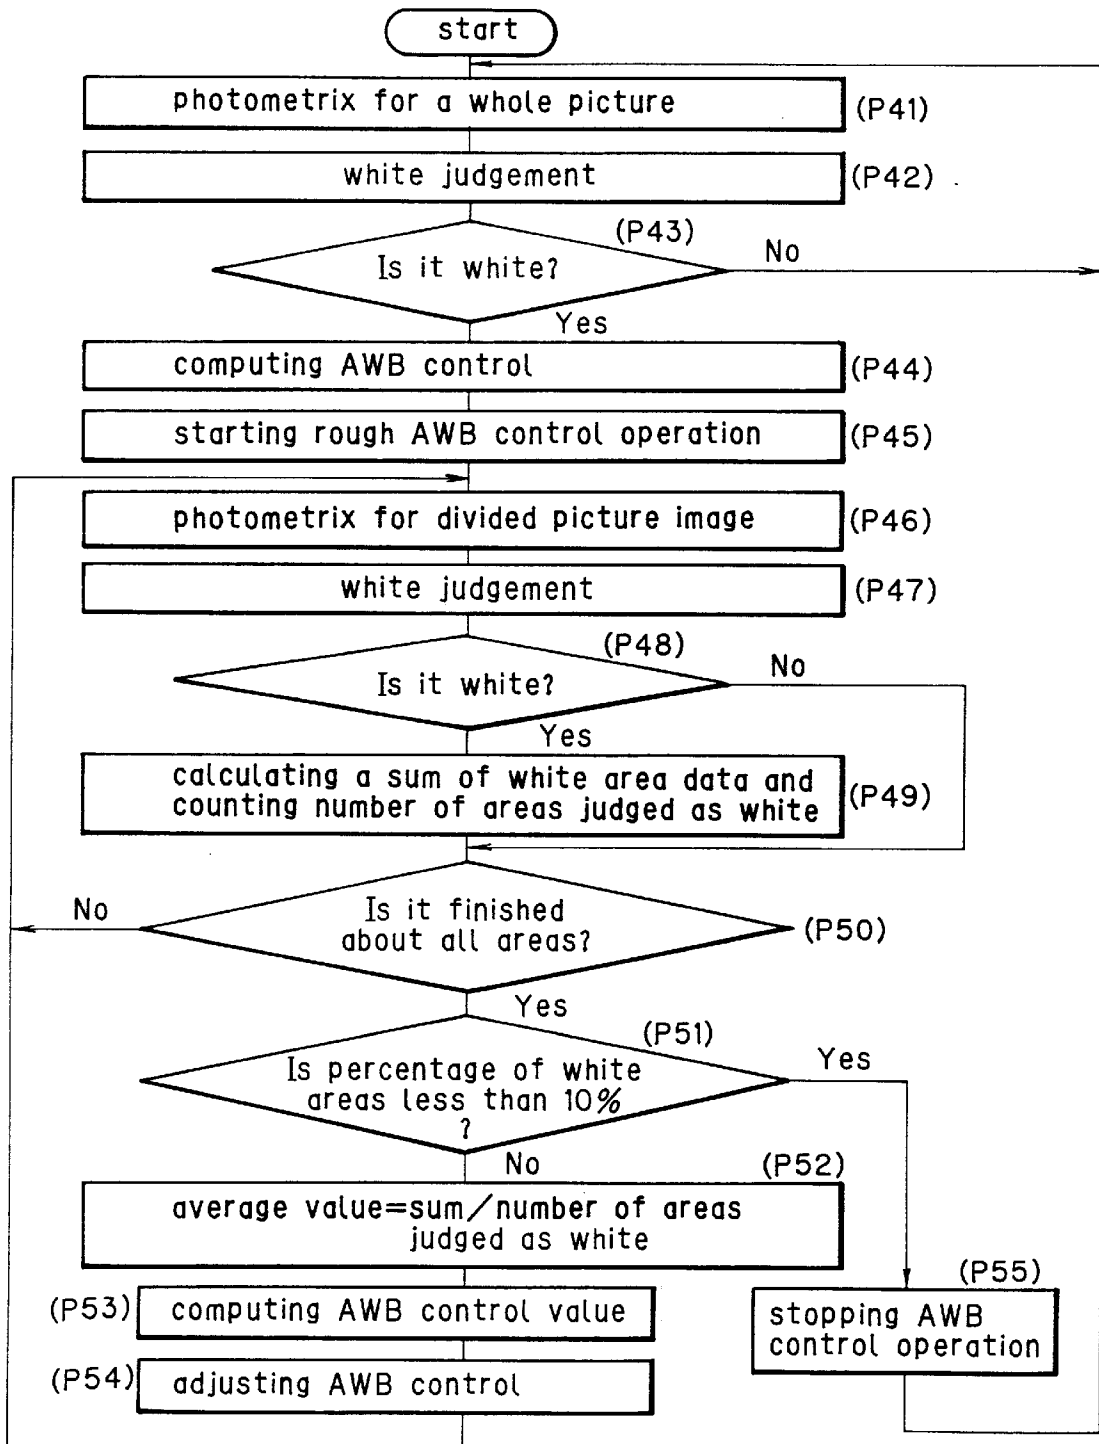 start
photometrix for a whole picture
(P41)
white judgement
(P42)
(P43)
Is it white?
No
Yes
computing AWB control
(P44)
starting rough AWB control operation
(P45)
photometrix for divided picture image
(P46)
white judgement
(P47)
(P48)
Is it white?
No
Yes
calculating a sum of white area data and
counting number of areas judged as white
(P49)
No
Is it finished
about all areas?
(P50)
Yes
(P51)
Is percentage of white
areas less than 10%
?
Yes
No
(P52)
average value=sum/number of areas
judged as white
(P53)
computing AWB control value
(P55)
stopping AWB
control operation
(P54)
adjusting AWB control